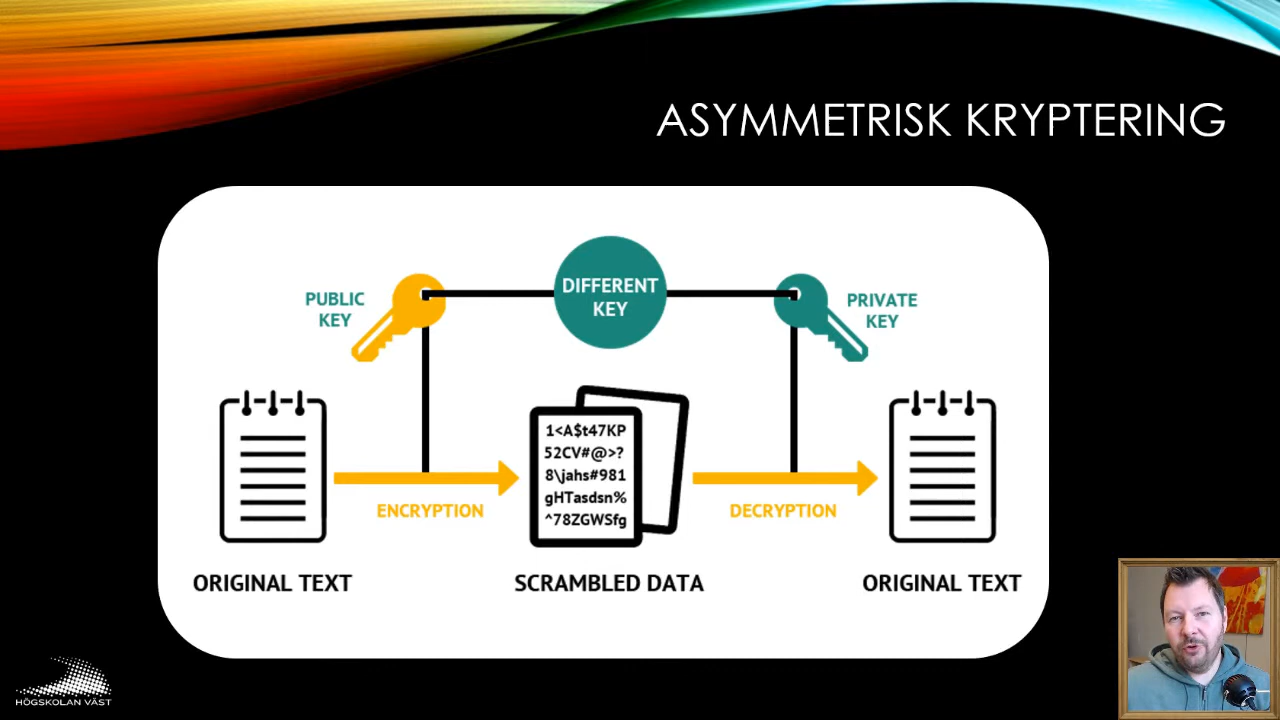 ASYMMETRISK KRYPTERING
DIFFERENT
KEY
PUBLIC
KEY
PRIVATE
KEY
1<A$t47KP
52CV#@>?
8\jahs#981
gHTasdsn%
^78ZGWSfg
ENCRYPTION
DECRYPTION
ORIGINAL TEXT
SCRAMBLED DATA
ORIGINAL TEXT
HÖGSKOLAN VÄST